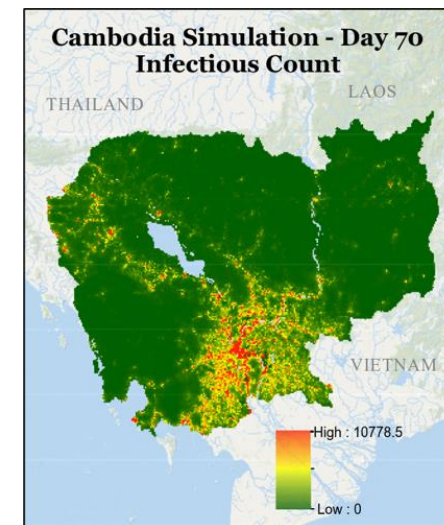 Cambodia Simulation - Day 70
Infectious Count
THAILAND
LAOS
VIETNAM
High : 10778.5
Low : 0